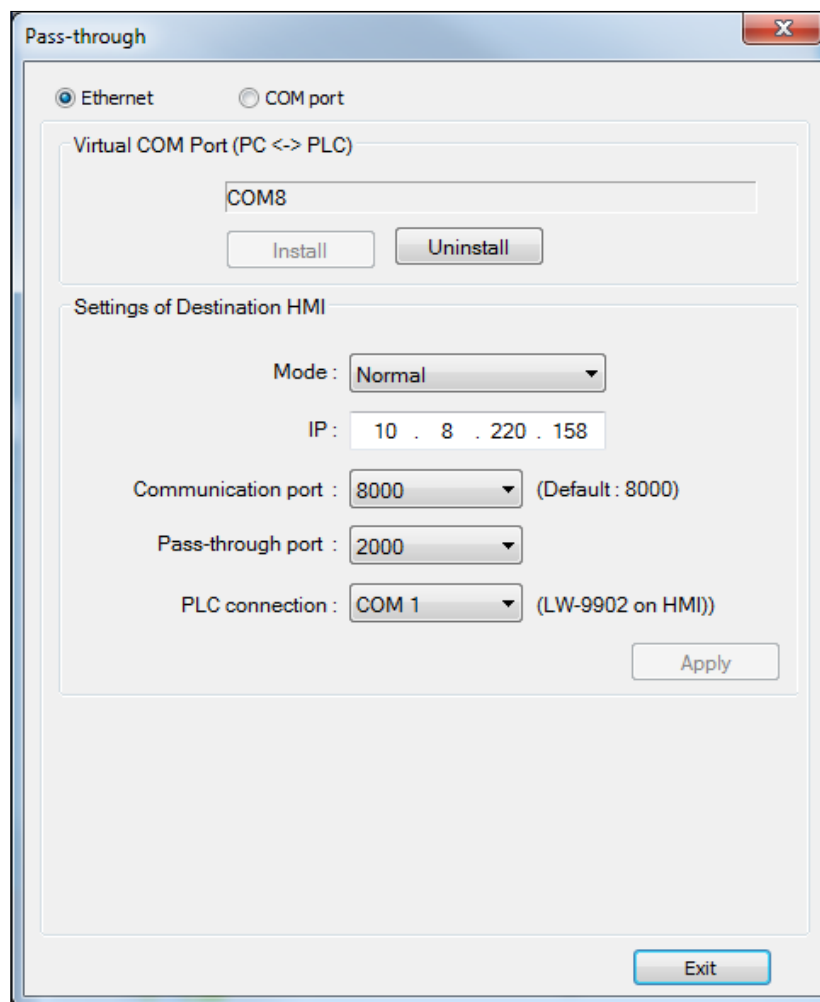 Pass-through
Ethernet COM port
Virtual COM Port (PC <-> PLC)
COM8
Install Uninstall
Settings of Destination HMI
Mode : Normal
IP : 10 . 8 . 220 . 158
Communication port : 8000 (Default : 8000)
Pass-through port : 2000
PLC connection : COM 1 (LW-9902 on HMI))
Apply
Exit